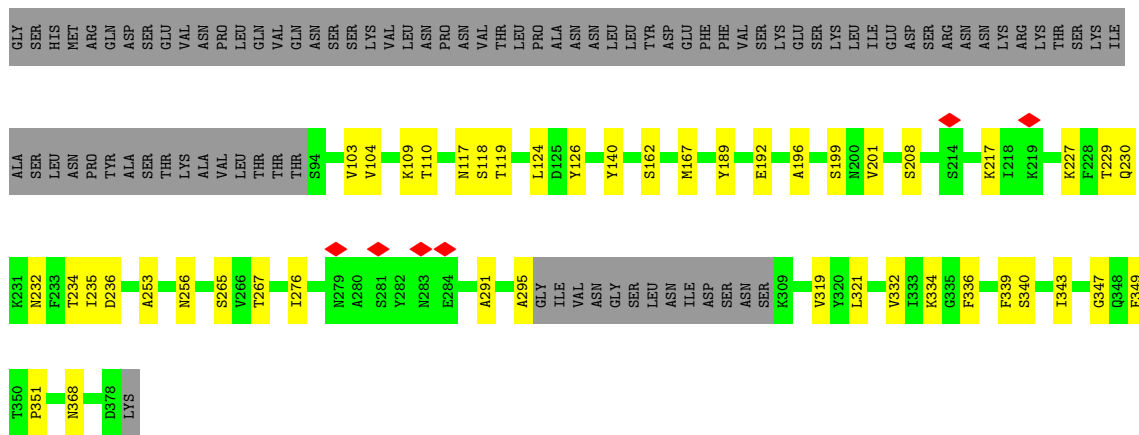 GLY SER HIS MET ARG GLN ASP SER GLU VAL ASN PRO LEU GLN VAL GLN ASN SER SER LYS VAL LEU ASN PRO ASN VAL THR LEU PRO ALA ASN ASN LEU LEU TYR ASP GLU PHE PHE VAL SER LYS GLU SER LYS LEU ILE GLU ASP SER ARG ASN ASN LYS ARG LYS THR SER LYS ILE
ALA SER LEU ASN PRO TYR ALA SER THR LYS ALA VAL LEU THR THR THR S94 V103 V104 K109 T110 N117 S118 T119 L124 D125 Y126 Y140 S162 M167 Y189 E192 A196 S199 N200 V201 S208 S214 K217 I218 K219 K227 F228 T229 Q230
K231 N232 F233 T234 I235 D236 A253 N256 S265 V266 T267 I276 N279 A280 S281 V282 N283 E284 A291 A295 GLY ILE VAL ASN GLY SER LEU ASN ILE ASP SER ASN SER K309 V319 Y320 L321 V332 I333 K334 G335 F336 F339 S340 I343 G347 Q348 F349
T350 P351 N368 D378 LYS